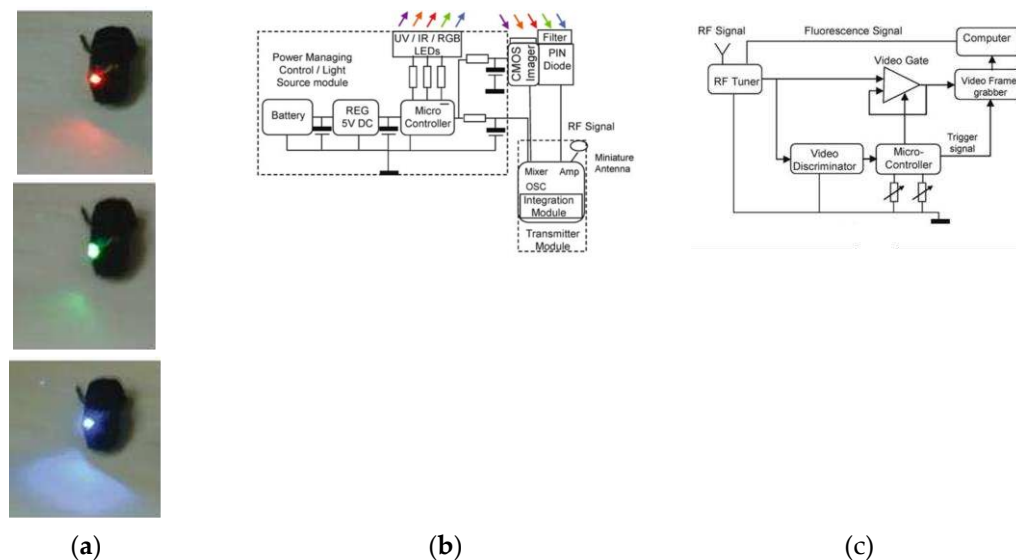 Power Managing
Control / Light
Source module
UV / IR / RGB
LEDs
Battery
REG
5V DC
Micro
Controller
CMOS
Imager
Filter
PIN
Diode
RF Signal
Miniature
Antenna
Mixer Amp
OSC
Integration
Module
Transmitter
Module
RF Signal
Fluorescence Signal
Computer
RF Tuner
Video Gate
Video Frame
grabber
Video
Discriminator
Micro-
Controller
Trigger
signal
(a)
(b)
(c)